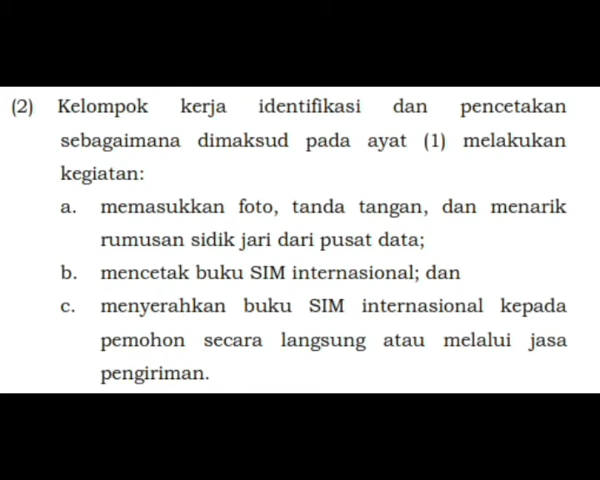 (2) Kelompok kerja identifikasi dan pencetakan
sebagaimana dimaksud pada ayat (1) melakukan
kegiatan:
a. memasukkan foto, tanda tangan, dan menarik
rumusan sidik jari dari pusat data;
b. mencetak buku SIM internasional; dan
c. menyerahkan buku SIM internasional kepada
pemohon secara langsung atau melalui jasa
pengiriman.